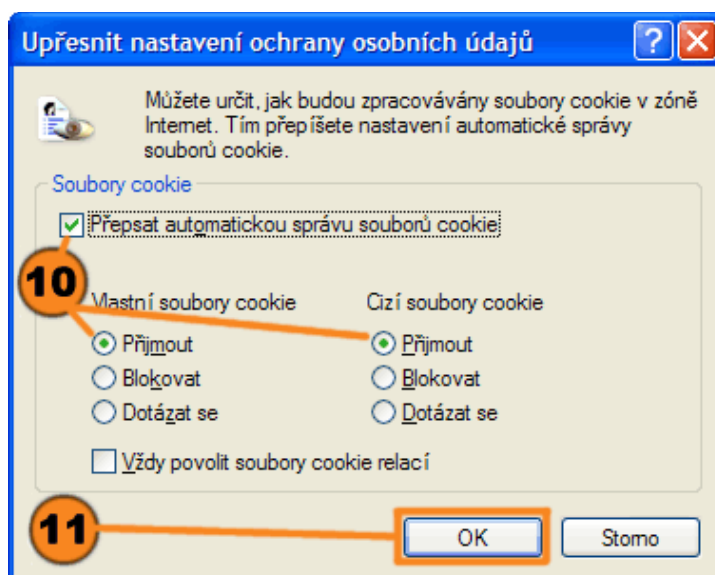 Upřesnit nastavení ochrany osobních údajů
Můžete určit, jak budou zpracovávány soubory cookie v zóně
Internet. Tím přepíšete nastavení automatické správy
souborů cookie.
Soubory cookie
Přepsat automatickou správu souborů cookie
10
Vlastní soubory cookie Cizí soubory cookie
Přijmout Přijmout
Blokovat Blokovat
Dotázat se Dotázat se
Vždy povolit soubory cookie relací
11 OK Storno